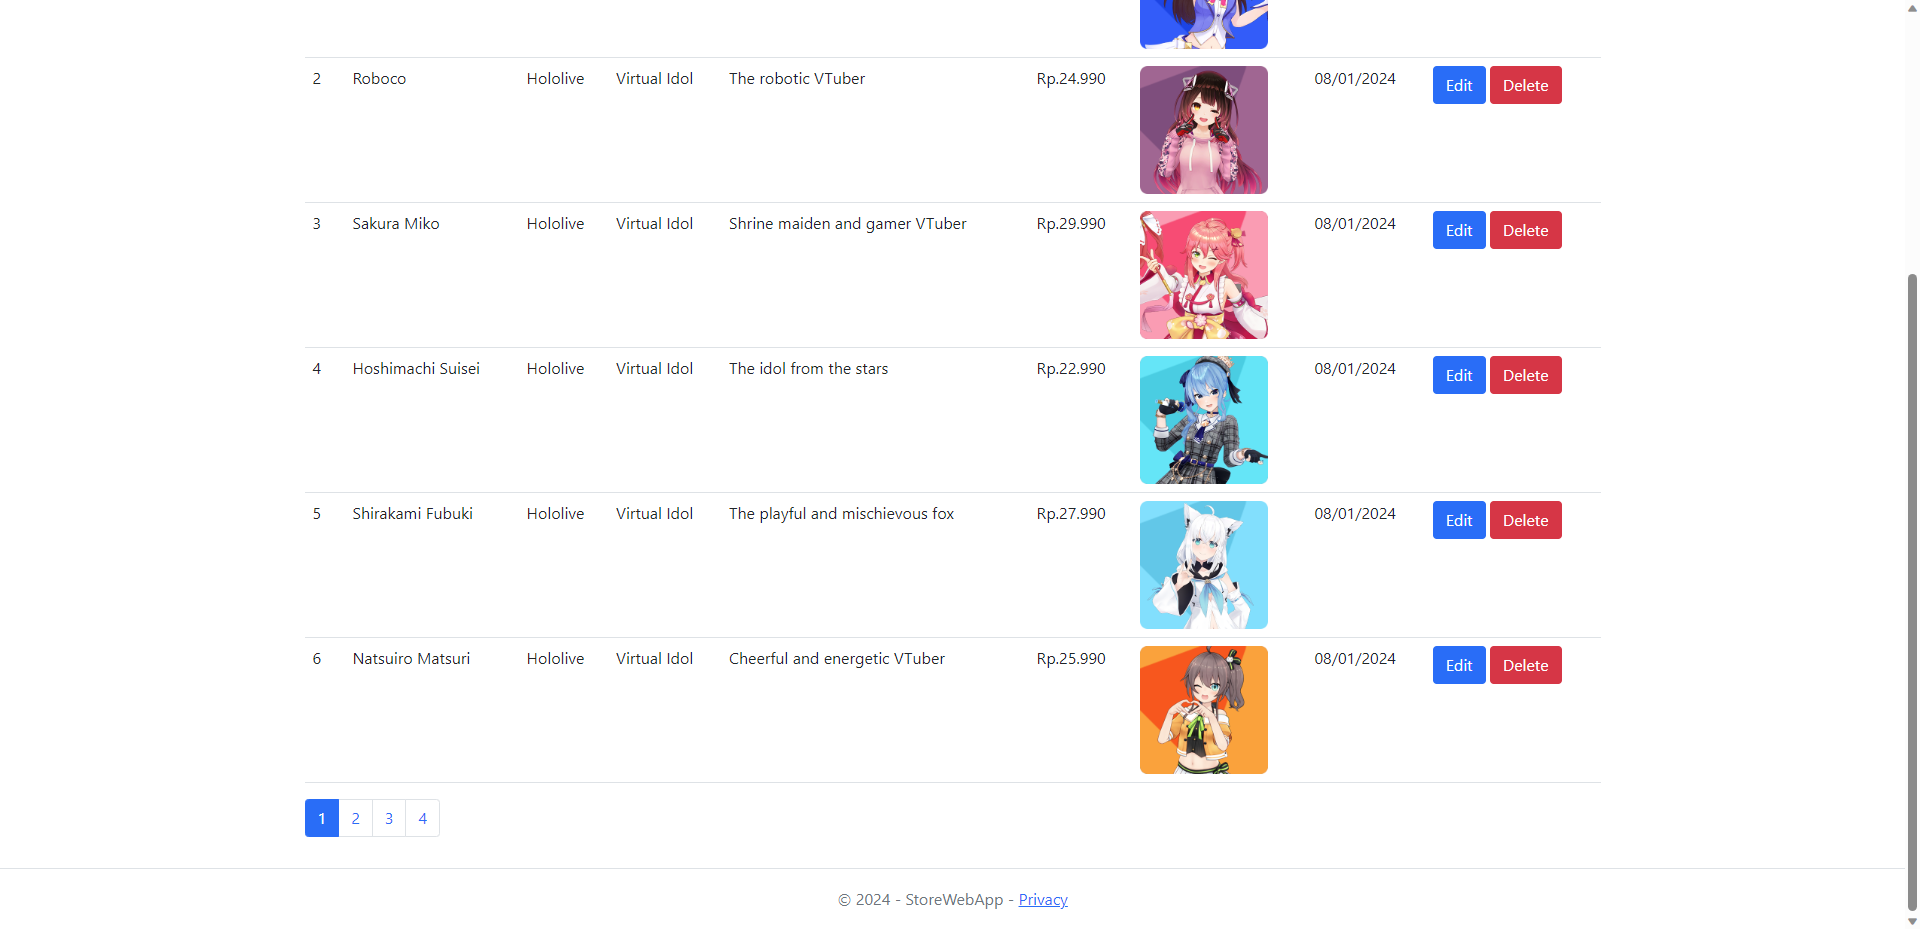 2 Roboco Hololive Virtual Idol The robotic VTuber Rp.24.990 08/01/2024 Edit Delete
3 Sakura Miko Hololive Virtual Idol Shrine maiden and gamer VTuber Rp.29.990 08/01/2024 Edit Delete
4 Hoshimachi Suisei Hololive Virtual Idol The idol from the stars Rp.22.990 08/01/2024 Edit Delete
5 Shirakami Fubuki Hololive Virtual Idol The playful and mischievous fox Rp.27.990 08/01/2024 Edit Delete
6 Natsuiro Matsuri Hololive Virtual Idol Cheerful and energetic VTuber Rp.25.990 08/01/2024 Edit Delete
1 2 3 4
© 2024 - StoreWebApp - Privacy